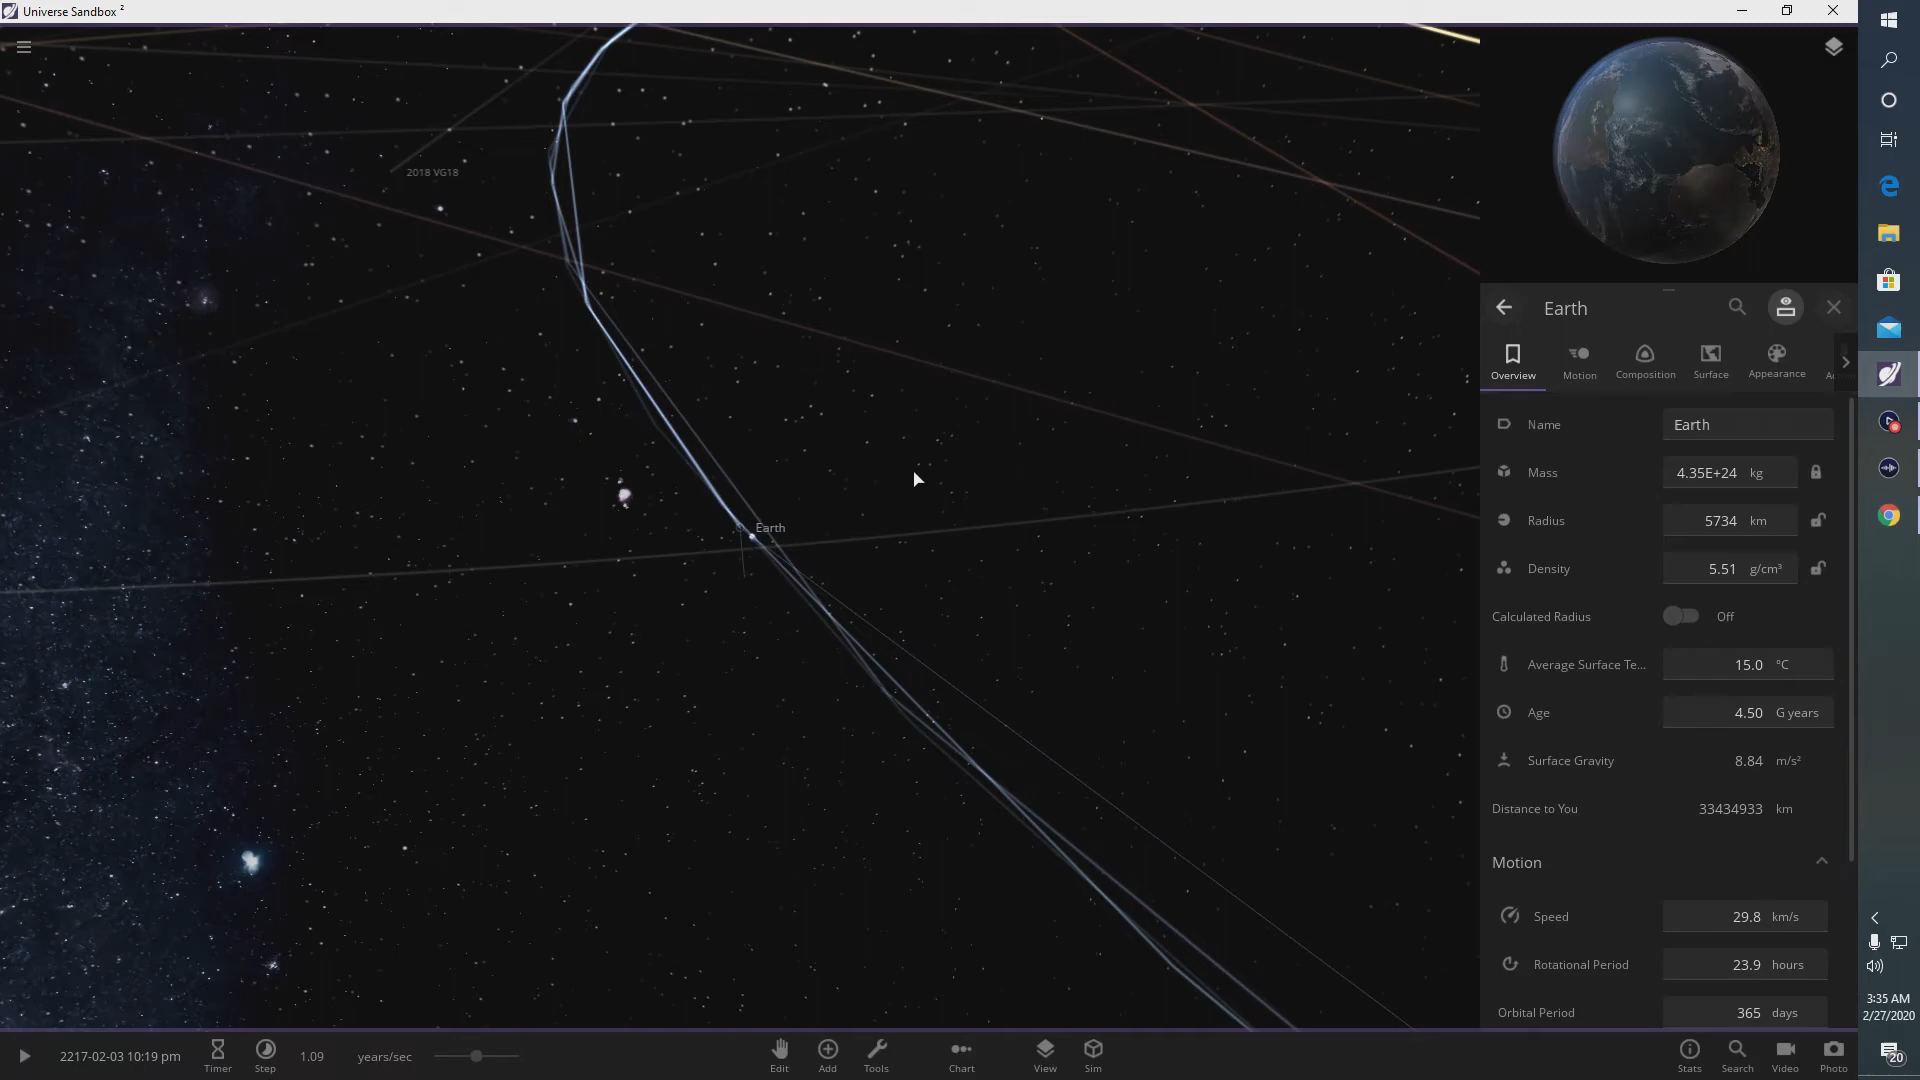 Universe Sandbox ²
2018 VG18
Earth
Earth
Overview
Motion
Composition
Surface
Appearance
Name
Earth
Mass
4.35E+24 kg
Radius
5734 km
Density
5.51 g/cm³
Calculated Radius
Off
Average Surface Te...
15.0 °C
Age
4.50 G years
Surface Gravity
8.84 m/s²
Distance to You
33434933 km
Motion
Speed
29.8 km/s
Rotational Period
23.9 hours
Orbital Period
365 days
2217-02-03 10:19 pm
Timer
Step
1.09 years/sec
Edit
Add
Tools
Chart
View
Sim
Stats
Search
Video
Photo
3:35 AM
2/27/2020
20